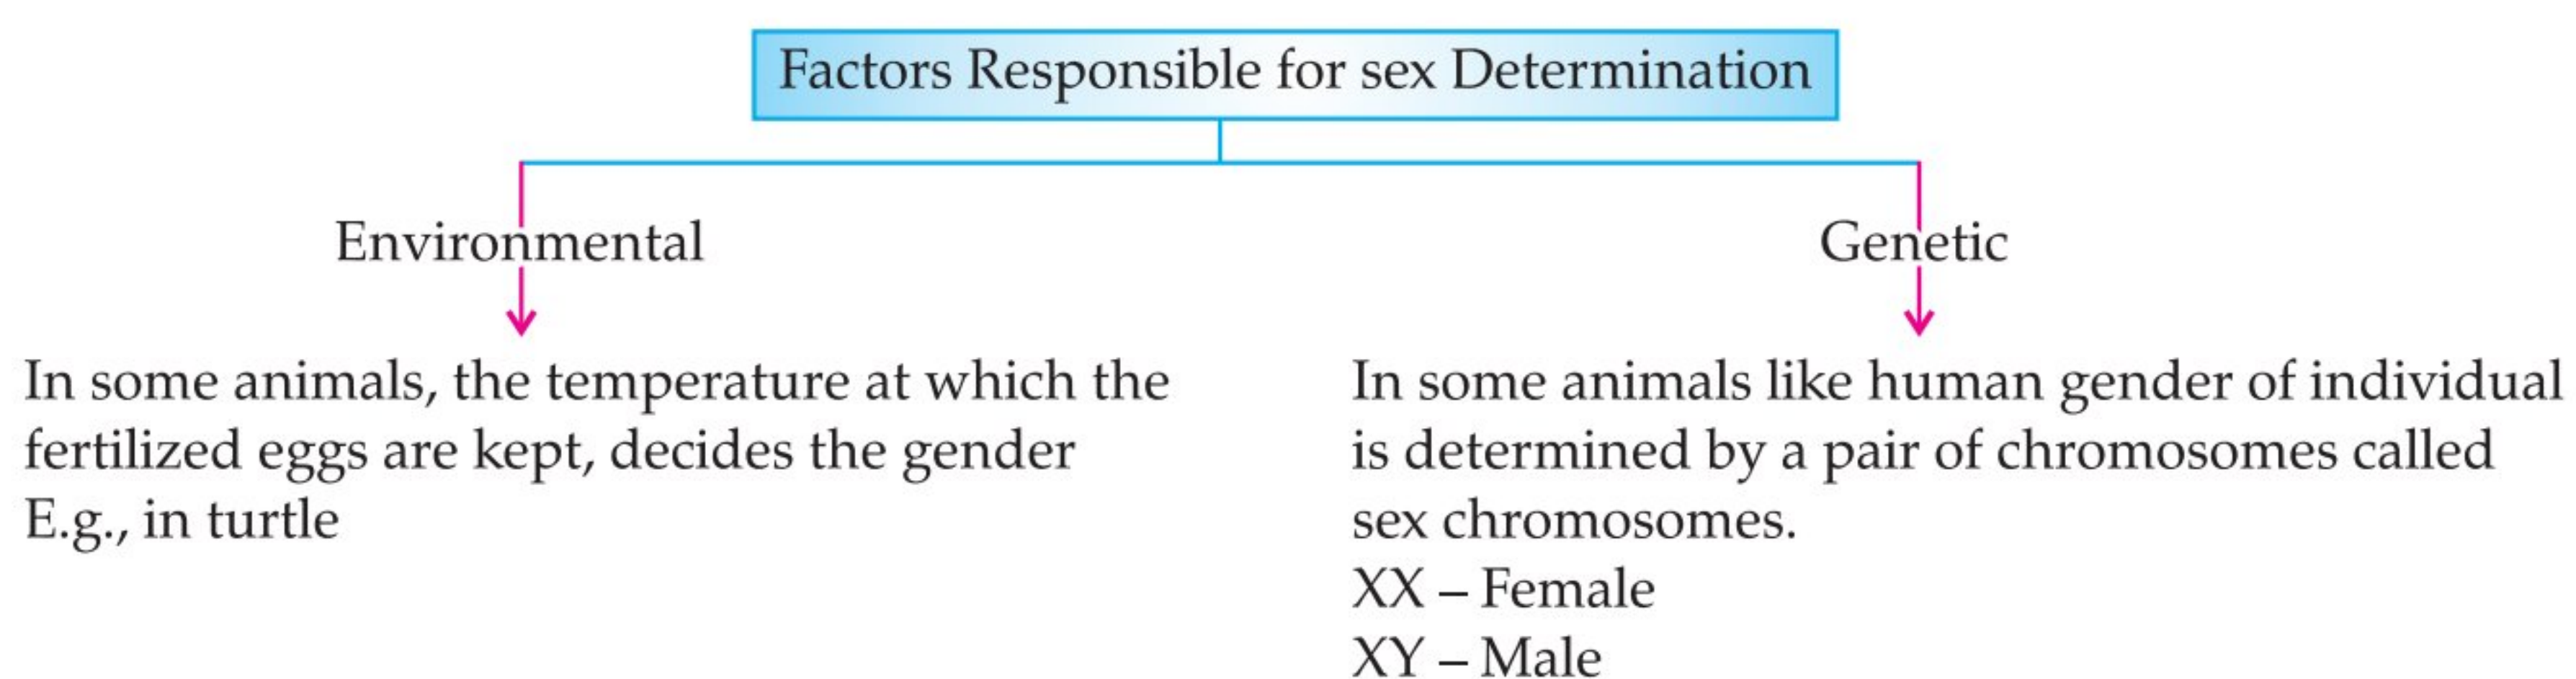 Factors Responsible for sex Determination
Environmental
Genetic
In some animals, the temperature at which the
fertilized eggs are kept, decides the gender
E.g., in turtle
In some animals like human gender of individual
is determined by a pair of chromosomes called
sex chromosomes.
XX – Female
XY – Male